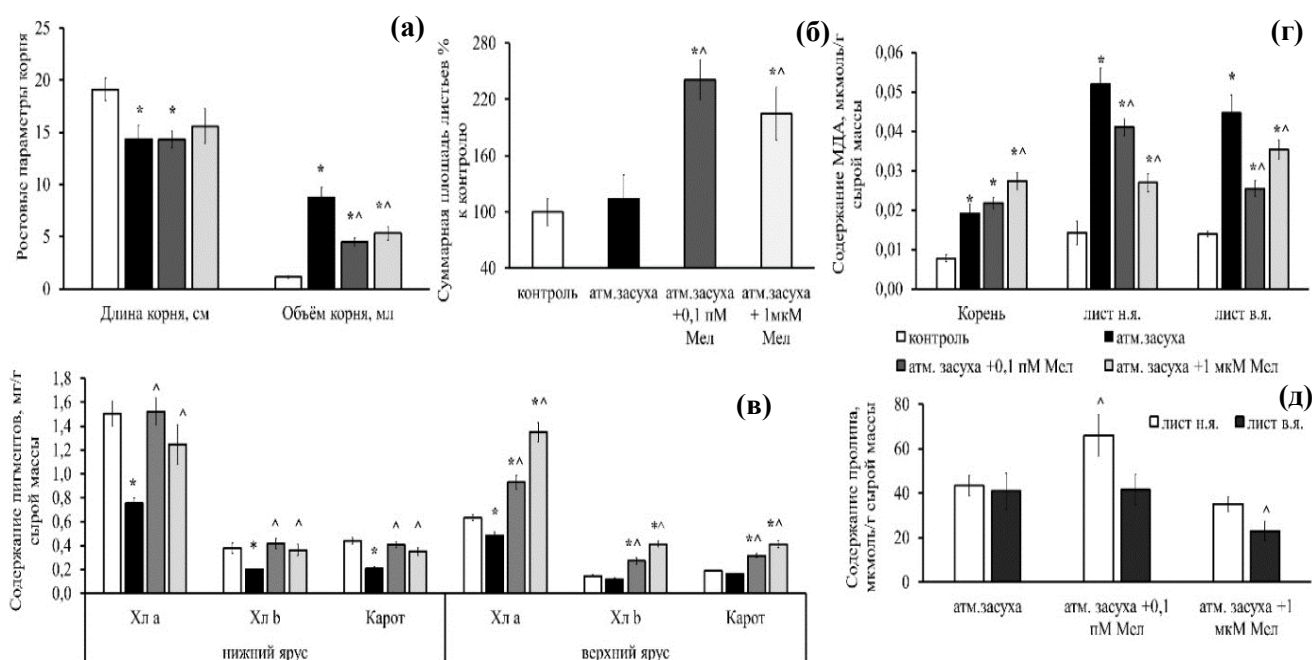 (а)
Ростовые параметры корня
25
20
15
10
5
0
* *
*
*^ *^
Длина корня, см Объём корня, мл
(б)
Суммарная площадь листьев %
к контролю
280
220
160
100
40
*^
*^
контроль атм.засуха атм.засуха атм.засуха
+0,1 пМ + 1мкМ
Мел Мел
(г)
Содержание МДА, мкмоль/г
сырой массы
0,06
0,05
0,04
0,03
0,02
0,01
0,00
* * *^
* *^ *^
* *^ *^
Корень лист н.я. лист в.я.
контроль атм.засуха
атм. засуха +0,1 пМ Мел атм. засуха +1 мкМ Мел
(в)
Содержание пигментов, мг/г
сырой массы
1,8
1,6
1,4
1,2
1,0
0,8
0,6
0,4
0,2
0,0
* ^ ^
* ^ ^
* ^ ^
* *^ *^
*^ *^
*^ *^
Хл a Хл b Карот Хл a Хл b Карот
нижний ярус верхний ярус
(д)
Содержание пролина,
мкмоль/г сырой массы
80
60
40
20
0
^
^
лист н.я. лист в.я.
атм.засуха атм. засуха +0,1 атм. засуха +1
пМ Мел мкМ Мел